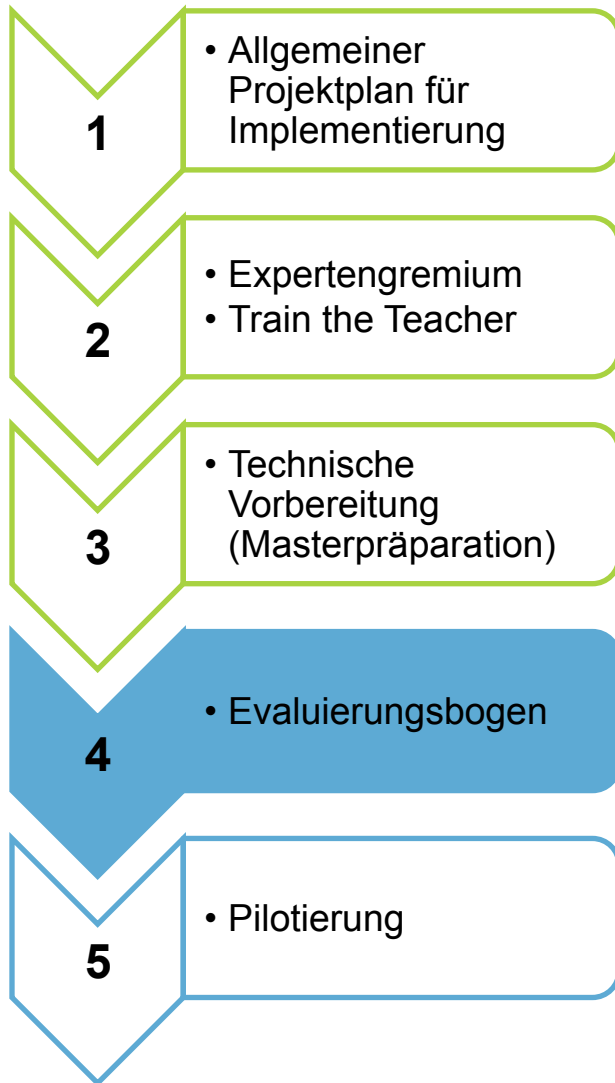 1
• Allgemeiner
Projektplan für
Implementierung
2
• Expertengremium
• Train the Teacher
3
• Technische
Vorbereitung
(Masterpräparation)
4
• Evaluierungsbogen
5
• Pilotierung